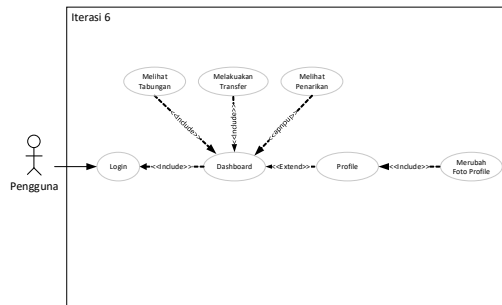 Iterasi 6
Melihat
Tabungan
Melakuakan
Transfer
Melihat
Penarikan
<<Include>>
<<Include>>
<<Include>>
Pengguna
Login
<<Include>>
Dashboard
<<Extend>>
Profile
<<Include>>
Merubah
Foto Profile